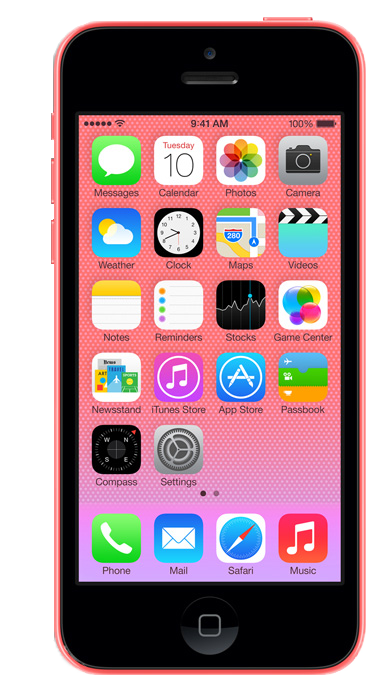 9:41 AM 100%
Tuesday
10
Messages Calendar Photos Camera
280
Weather Clock Maps Videos
Notes Reminders Stocks Game Center
Newsstand iTunes Store App Store Passbook
N
W E
S
Compass Settings
Phone Mail Safari Music